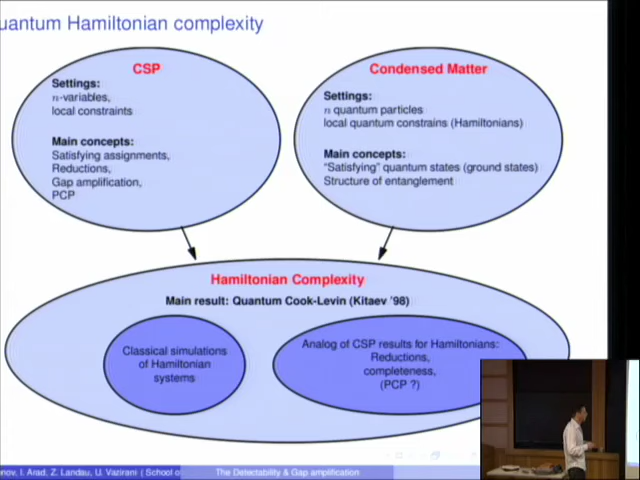 uantum Hamiltonian complexity
CSP
Settings:
n-variables,
local constraints
Main concepts:
Satisfying assignments,
Reductions,
Gap amplification,
PCP
Condensed Matter
Settings:
n quantum particles
local quantum constrains (Hamiltonians)
Main concepts:
"Satisfying" quantum states (ground states)
Structure of entanglement
Hamiltonian Complexity
Main result: Quantum Cook-Levin (Kitaev '98)
Classical simulations
of Hamiltonian
systems
Analog of CSP results for Hamiltonians:
Reductions,
completeness,
(PCP ?)
nov, I. Arad, Z. Landau, U. Vazirani ( School o
The Detectability & Gap amplification